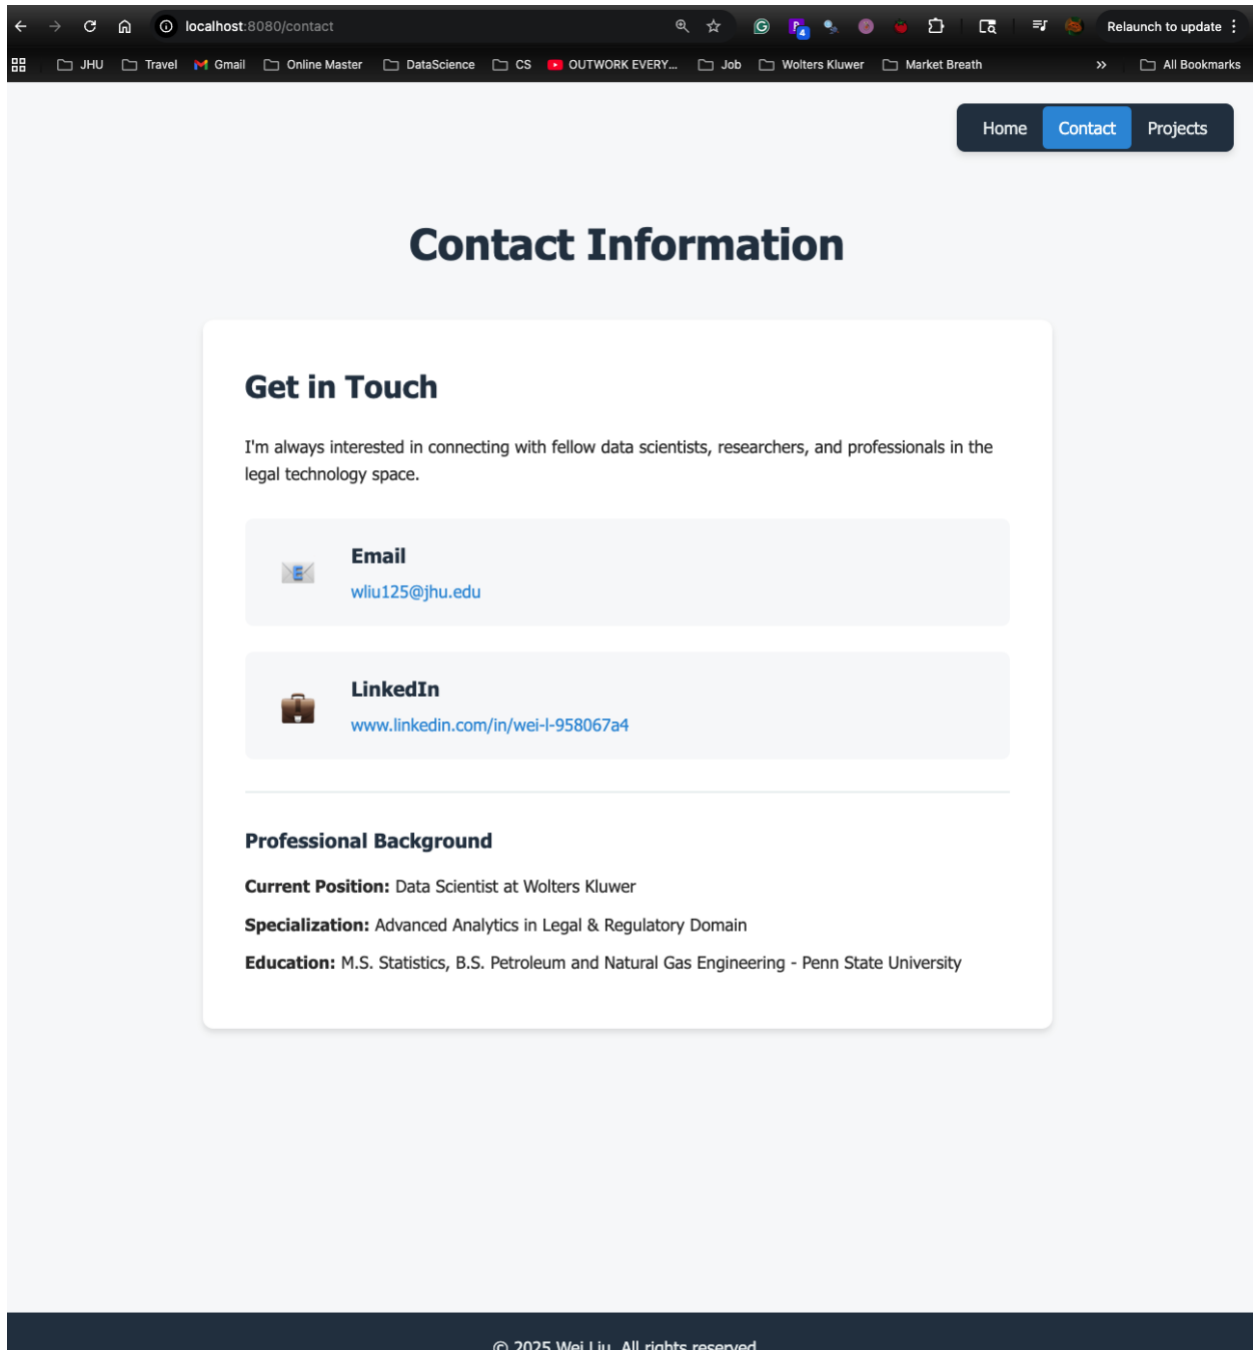 localhost:8080/contact
Relaunch to update
JHU Travel Gmail Online Master DataScience CS OUTWORK EVERY... Job Wolters Kluwer Market Breath » All Bookmarks
Home Contact Projects
Contact Information
Get in Touch
I'm always interested in connecting with fellow data scientists, researchers, and professionals in the
legal technology space.
Email
wliu125@jhu.edu
LinkedIn
www.linkedin.com/in/wei-l-958067a4
Professional Background
Current Position: Data Scientist at Wolters Kluwer
Specialization: Advanced Analytics in Legal & Regulatory Domain
Education: M.S. Statistics, B.S. Petroleum and Natural Gas Engineering - Penn State University
© 2025 Wei Liu. All rights reserved.